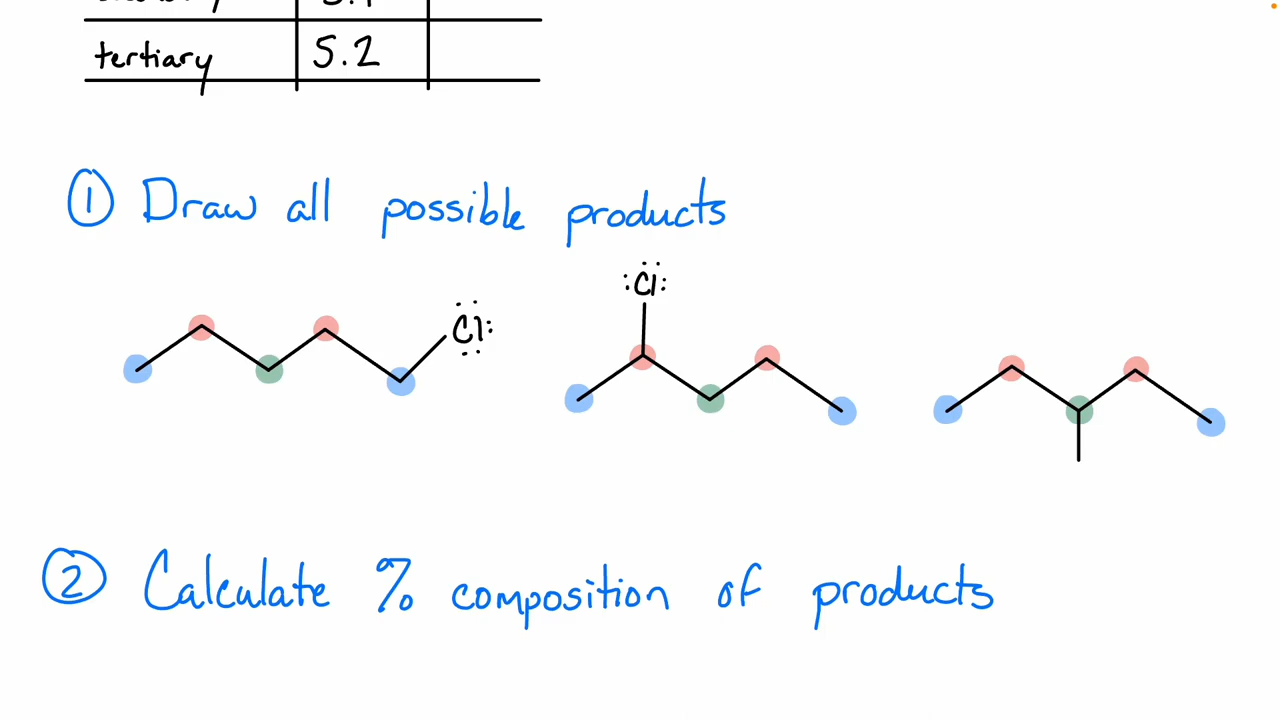 tertiary 5.2
① Draw all possible products
:Cl:
Cl:
② Calculate % composition of products